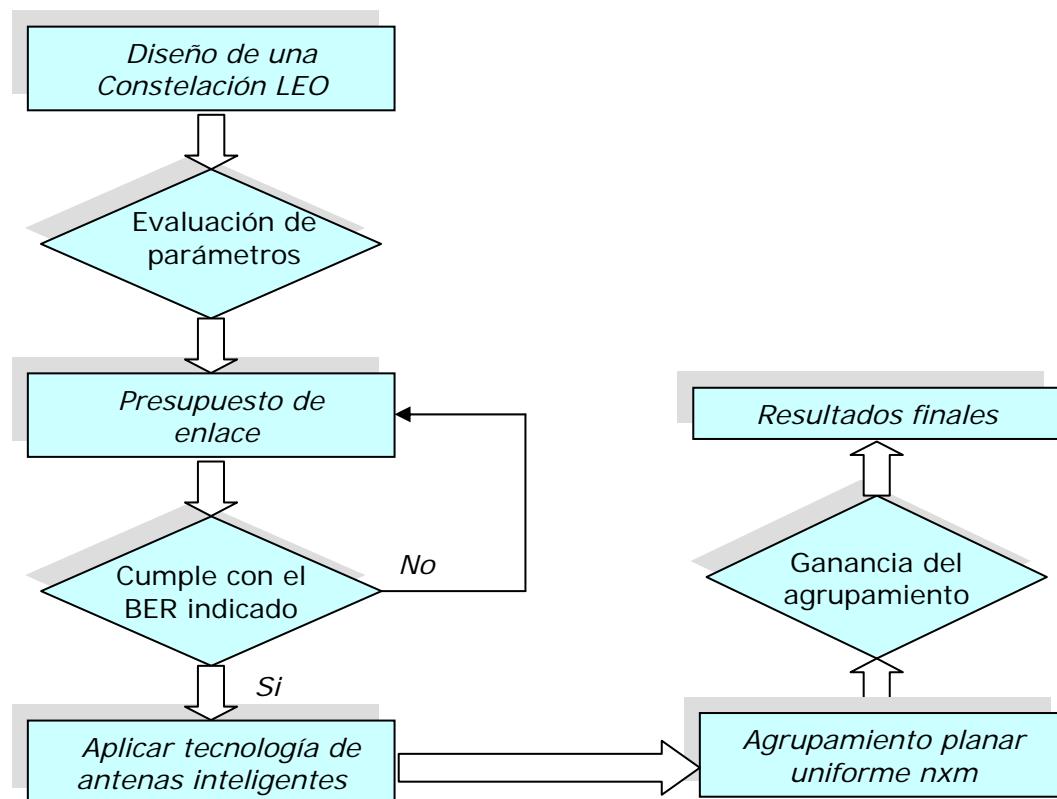 Diseño de una
Constelación LEO
Evaluación de
parámetros
Presupuesto de
enlace
Cumple con el
BER indicado
No
Si
Aplicar tecnología de
antenas inteligentes
Agrupamiento planar
uniforme nxm
Ganancia del
agrupamiento
Resultados finales